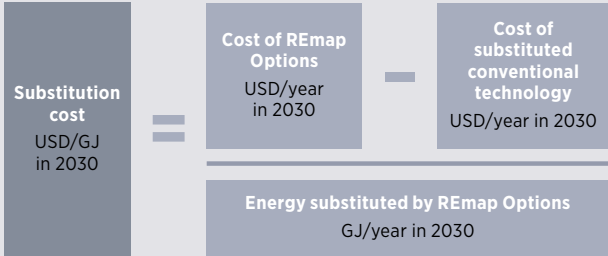 Substitution
cost
USD/GJ
in 2030
=
Cost of REmap
Options
USD/year
in 2030
–
Cost of
substituted
conventional
technology
USD/year in 2030
Energy substituted by REmap Options
GJ/year in 2030